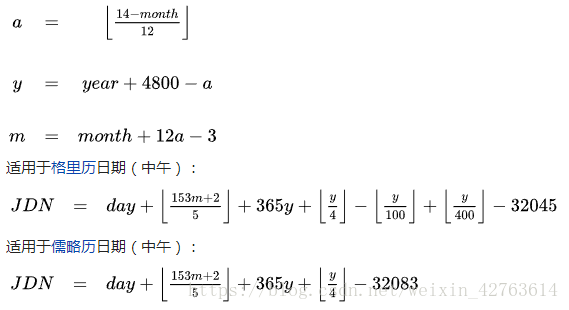 a = ⌊(14−month)/12⌋
y = year + 4800 − a
m = month + 12a − 3
适用于格里历日期（中午）：
JDN = day + ⌊(153m+2)/5⌋ + 365y + ⌊y/4⌋ − ⌊y/100⌋ + ⌊y/400⌋ − 32045
适用于儒略历日期（中午）：
JDN = day + ⌊(153m+2)/5⌋ + 365y + ⌊y/4⌋ − 32083
https://blog.csdn.net/weixin_42763614